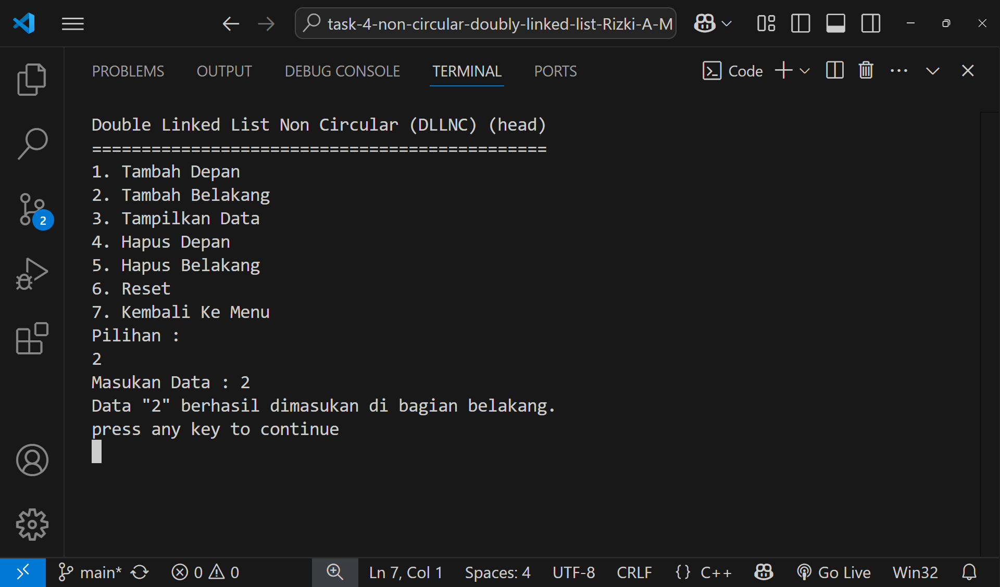 task-4-non-circular-doubly-linked-list-Rizki-A-M
PROBLEMS OUTPUT DEBUG CONSOLE TERMINAL PORTS Code
Double Linked List Non Circular (DLLNC) (head)
==============================================
1. Tambah Depan
2. Tambah Belakang
3. Tampilkan Data
4. Hapus Depan
5. Hapus Belakang
6. Reset
7. Kembali Ke Menu
Pilihan :
2
Masukan Data : 2
Data "2" berhasil dimasukan di bagian belakang.
press any key to continue
2
main* 0 0 Ln 7, Col 1 Spaces: 4 UTF-8 CRLF {} C++ Go Live Win32